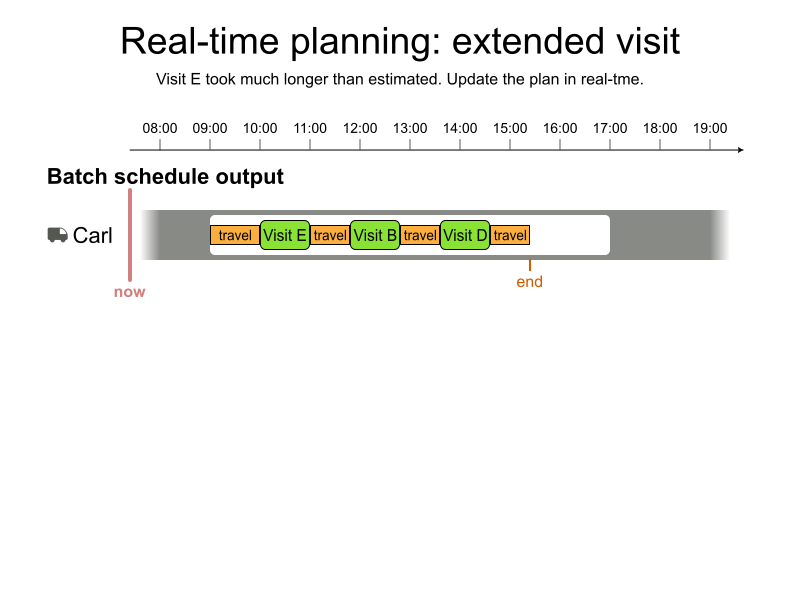 Real-time planning: extended visit
Visit E took much longer than estimated. Update the plan in real-tme.
08:00 09:00 10:00 11:00 12:00 13:00 14:00 15:00 16:00 17:00 18:00 19:00
Batch schedule output
Carl travel Visit E travel Visit B travel Visit D travel
end
now